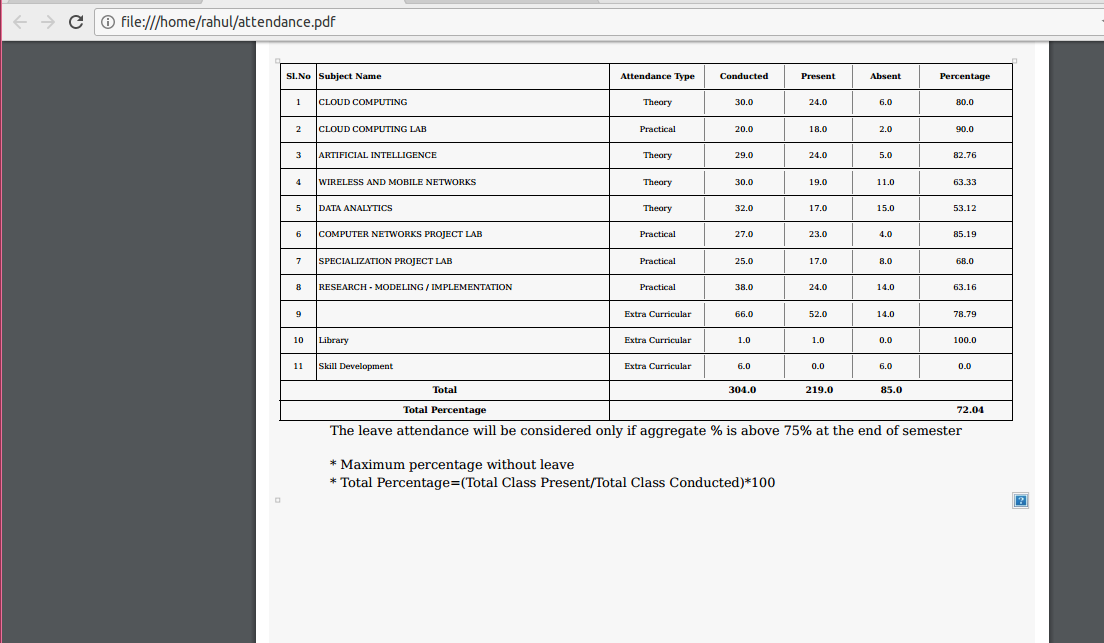 file:///home/rahul/attendance.pdf
Sl.No Subject Name Attendance Type Conducted Present Absent Percentage
1 CLOUD COMPUTING Theory 30.0 24.0 6.0 80.0
2 CLOUD COMPUTING LAB Practical 20.0 18.0 2.0 90.0
3 ARTIFICIAL INTELLIGENCE Theory 29.0 24.0 5.0 82.76
4 WIRELESS AND MOBILE NETWORKS Theory 30.0 19.0 11.0 63.33
5 DATA ANALYTICS Theory 32.0 17.0 15.0 53.12
6 COMPUTER NETWORKS PROJECT LAB Practical 27.0 23.0 4.0 85.19
7 SPECIALIZATION PROJECT LAB Practical 25.0 17.0 8.0 68.0
8 RESEARCH - MODELING / IMPLEMENTATION Practical 38.0 24.0 14.0 63.16
9 Extra Curricular 66.0 52.0 14.0 78.79
10 Library Extra Curricular 1.0 1.0 0.0 100.0
11 Skill Development Extra Curricular 6.0 0.0 6.0 0.0
Total 304.0 219.0 85.0
Total Percentage 72.04
The leave attendance will be considered only if aggregate % is above 75% at the end of semester
* Maximum percentage without leave
* Total Percentage=(Total Class Present/Total Class Conducted)*100
?